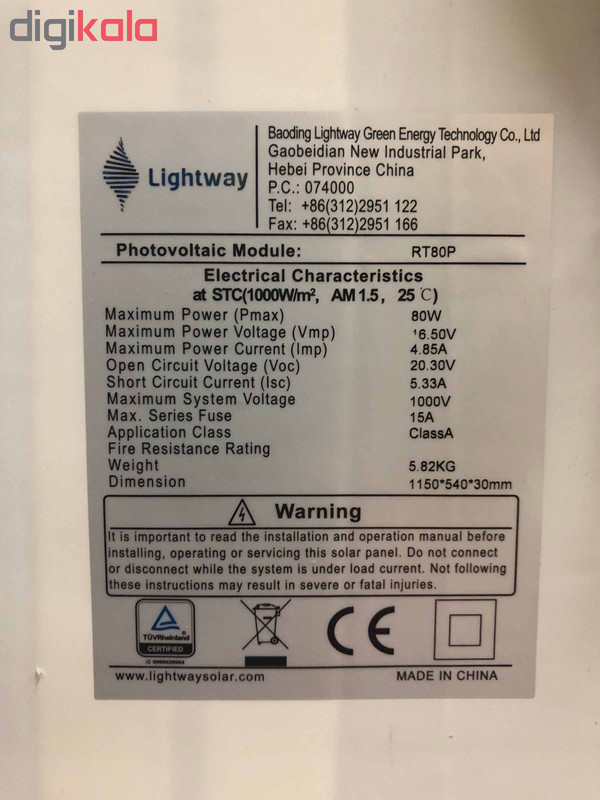 digikala
Lightway
Baoding Lightway Green Energy Technology Co., Ltd
Gaobeidian New Industrial Park,
Hebei Province China
P.C.: 074000
Tel: +86(312)2951 122
Fax: +86(312)2951 166
Photovoltaic Module: RT80P
Electrical Characteristics
at STC(1000W/m², AM1.5, 25℃)
Maximum Power (Pmax) 80W
Maximum Power Voltage (Vmp) 16.50V
Maximum Power Current (Imp) 4.85A
Open Circuit Voltage (Voc) 20.30V
Short Circuit Current (Isc) 5.33A
Maximum System Voltage 1000V
Max. Series Fuse 15A
Application Class ClassA
Fire Resistance Rating
Weight 5.82KG
Dimension 1150*540*30mm
Warning
It is important to read the installation and operation manual before
installing, operating or servicing this solar panel. Do not connect
or disconnect while the system is under load current. Not following
these instructions may result in severe or fatal injuries.
TÜVRheinland
CERTIFIED
CE
www.lightwaysolar.com MADE IN CHINA